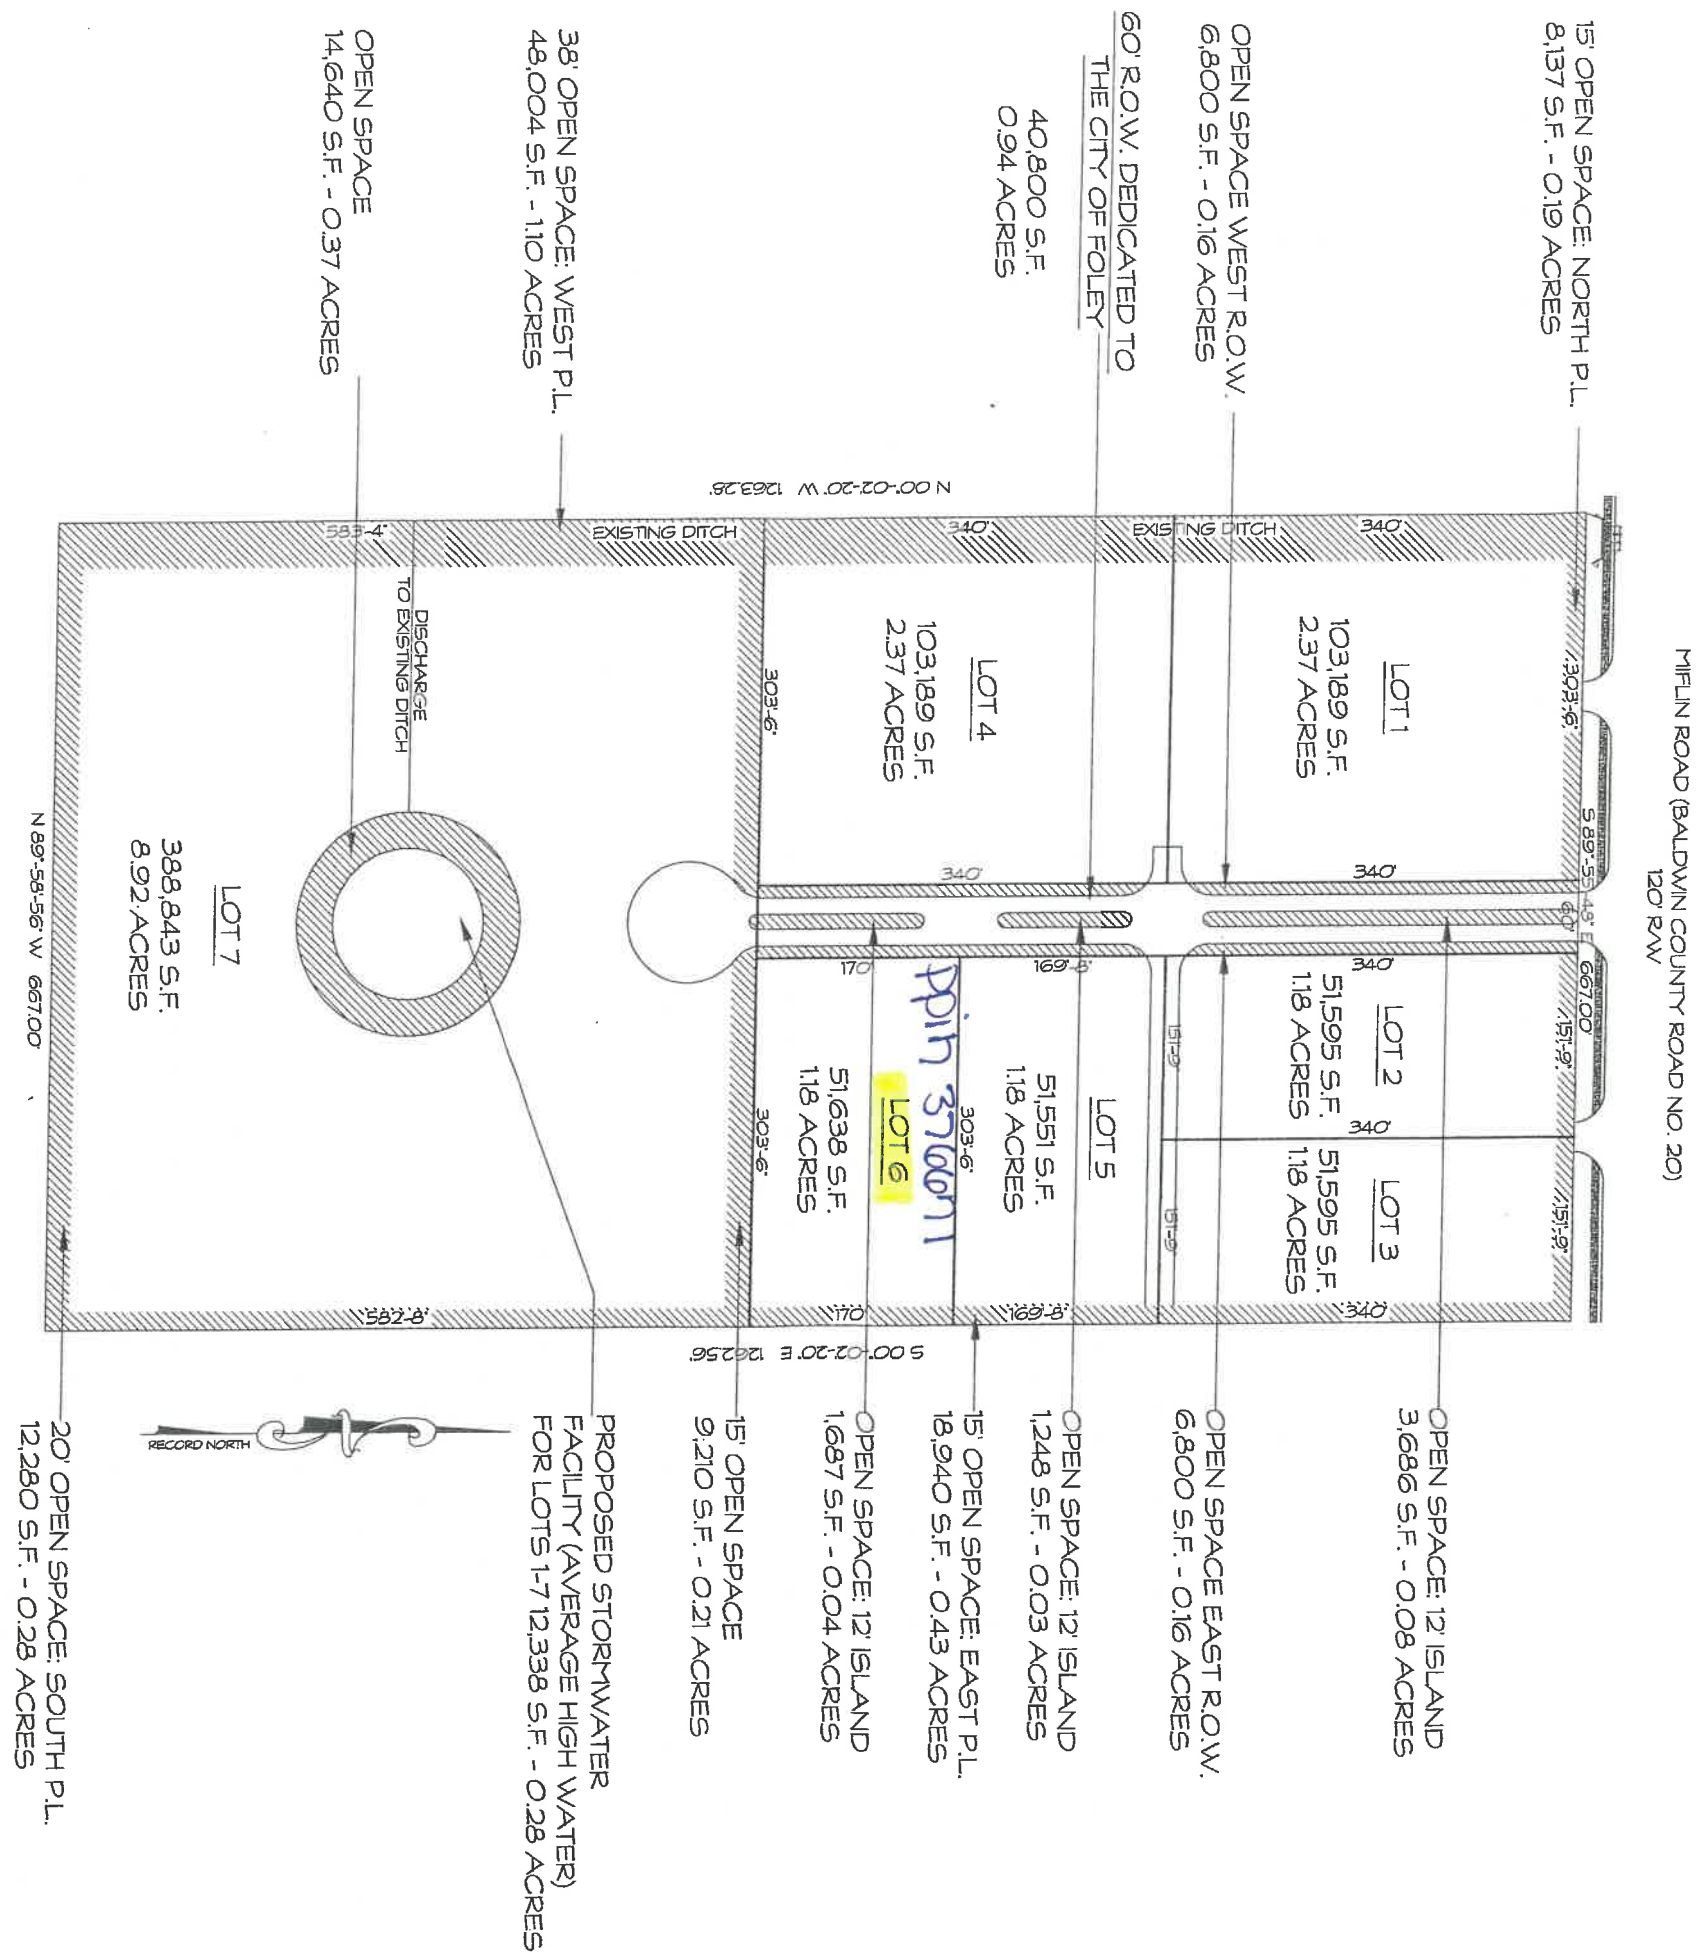 MIFLIN ROAD (BALDWIN COUNTY ROAD NO. 20)
120' R/W
15' OPEN SPACE: NORTH P.L.
8,137 S.F. - 0.19 ACRES
OPEN SPACE WEST R.O.W.
6,800 S.F. - 0.16 ACRES
60' R.O.W. DEDICATED TO
THE CITY OF FOLEY
40,800 S.F.
0.94 ACRES
38' OPEN SPACE: WEST P.L.
48,004 S.F. - 1.10 ACRES
OPEN SPACE
14,640 S.F. - 0.37 ACRES
N 00°-02'-20" W 1263.28'
S 89°-55'-48" E 667.00'
303'-6"
60'
151'-9"
151'-9"
340'
EXISTING DITCH
340'
EXISTING DITCH
583'-4"
LOT 1
103,189 S.F.
2.37 ACRES
340'
340'
LOT 2
51,595 S.F.
1.18 ACRES
340'
LOT 3
51,595 S.F.
1.18 ACRES
340'
151'-9"
151'-9"
LOT 4
103,189 S.F.
2.37 ACRES
340'
303'-6"
LOT 5
51,551 S.F.
1.18 ACRES
169'-8"
169'-8"
303'-6"
ppin 376671
LOT 6
51,638 S.F.
1.18 ACRES
170'
170'
303'-6"
DISCHARGE
TO EXISTING DITCH
LOT 7
388,843 S.F.
8.92 ACRES
582'-8"
N 89°-58'-56" W 667.00'
S 00°-02'-20" E 1262.56'
OPEN SPACE: 12' ISLAND
3,686 S.F. - 0.08 ACRES
OPEN SPACE EAST R.O.W.
6,800 S.F. - 0.16 ACRES
OPEN SPACE: 12' ISLAND
1,248 S.F. - 0.03 ACRES
15' OPEN SPACE: EAST P.L.
18,940 S.F. - 0.43 ACRES
OPEN SPACE: 12' ISLAND
1,687 S.F. - 0.04 ACRES
15' OPEN SPACE
9,210 S.F. - 0.21 ACRES
PROPOSED STORMWATER
FACILITY (AVERAGE HIGH WATER)
FOR LOTS 1-7 12,338 S.F. - 0.28 ACRES
20' OPEN SPACE: SOUTH P.L.
12,280 S.F. - 0.28 ACRES
RECORD NORTH